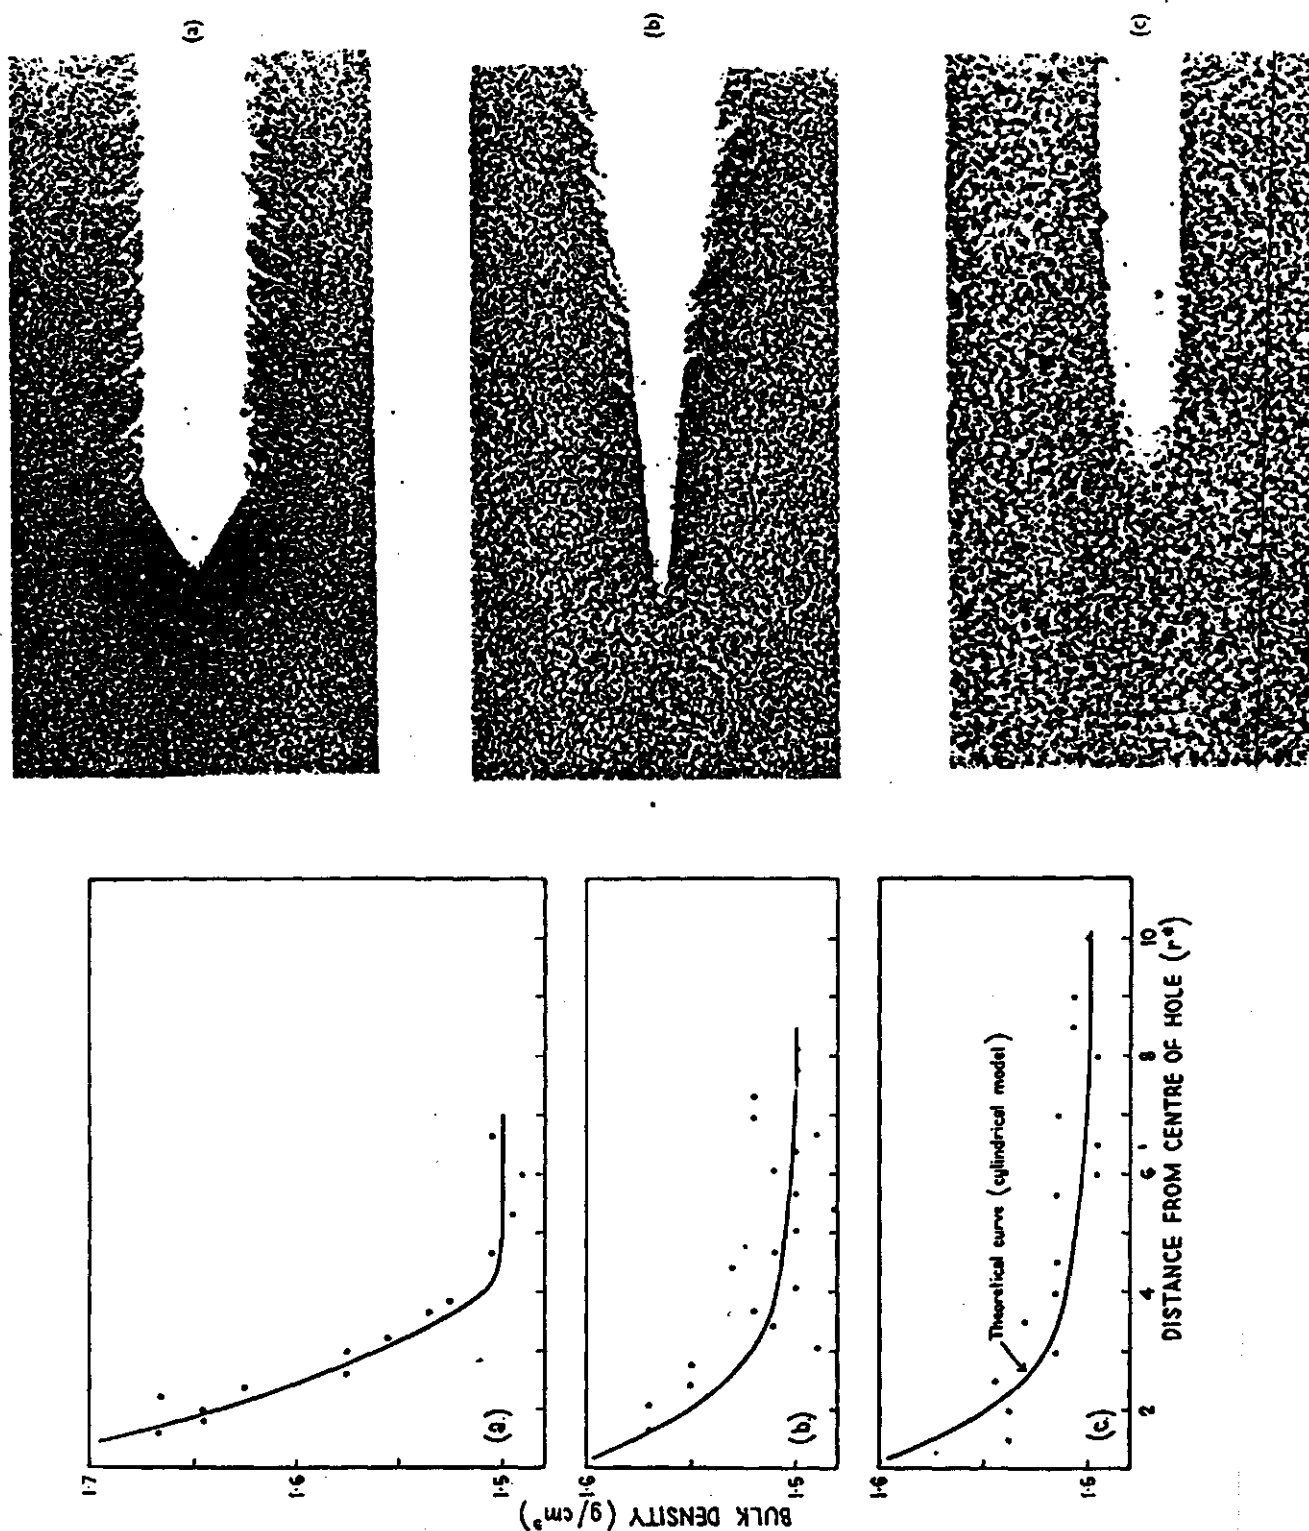 (a)
(b)
(c)
1·7
1·6
1·5
(a.)
1·6
1·5
(b.)
1·6
1·5
(c.)
Theoretical curve (cylindrical model)
2
4
6
8
10
BULK DENSITY (g/cm³)
DISTANCE FROM CENTRE OF HOLE (r*)